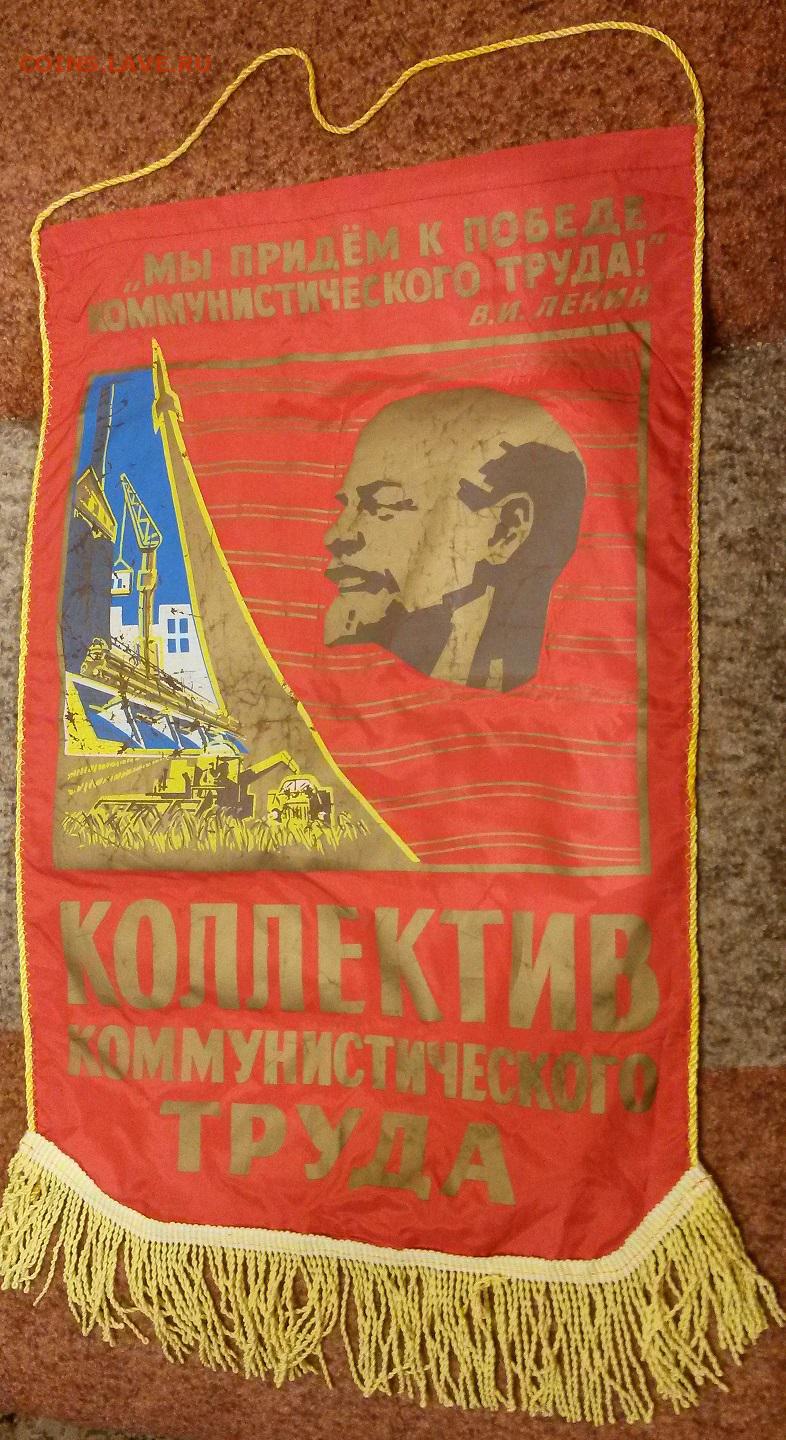 COINS.LAVE.RU
„МЫ ПРИДЁМ К ПОБЕДЕ
КОММУНИСТИЧЕСКОГО ТРУДА!"
В.И. ЛЕНИН
КОЛЛЕКТИВ
КОММУНИСТИЧЕСКОГО
ТРУДА